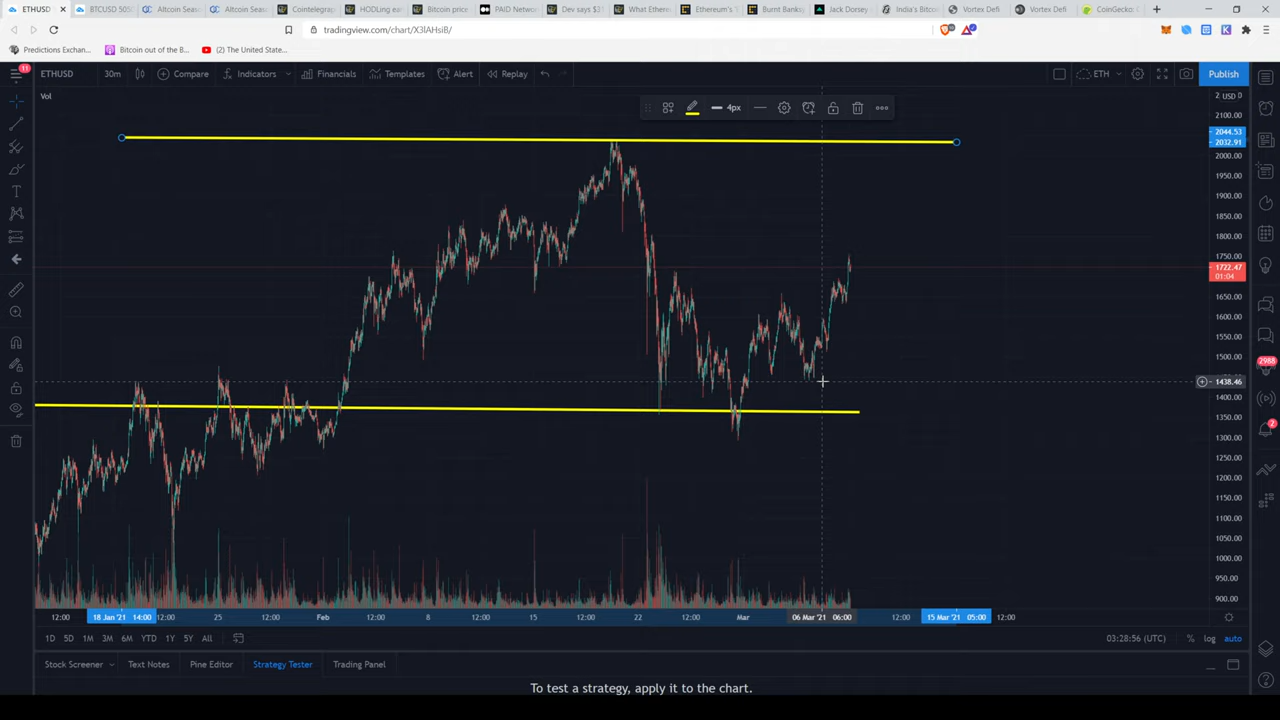 ETHUSD
BTCUSD 5050
Altcoin Seas
Altcoin Seas
Cointelegrap
HODLing ear
Bitcoin price
PAID Networ
Dev says $3
What Ethere
Ethereum's
Burnt Banks
Jack Dorsey
India's Bitcoi
Vortex Defi
Vortex Defi
CoinGecko:
tradingview.com/chart/X3lAHsiB/
Predictions Exchan...
Bitcoin out of the B...
(2) The United State...
11
ETHUSD
30m
Compare
Indicators
Financials
Templates
Alert
Replay
ETH
Publish
Vol
4px
2 USD 0
2100.00
2044.53
2032.91
2000.00
1950.00
1900.00
1850.00
1800.00
1750.00
1722.47
01:04
1650.00
1600.00
1550.00
1500.00
1438.46
1400.00
1350.00
1300.00
1250.00
1200.00
1150.00
1100.00
1050.00
1000.00
950.00
900.00
2988
2
12:00
18 Jan '21 14:00
12:00
25
12:00
Feb
12:00
8
12:00
15
12:00
22
12:00
Mar
06 Mar '21 06:00
12:00
15 Mar '21 05:00
12:00
1D 5D 1M 3M 6M YTD 1Y 5Y All
03:28:56 (UTC)
% log auto
Stock Screener
Text Notes
Pine Editor
Strategy Tester
Trading Panel
To test a strategy, apply it to the chart.